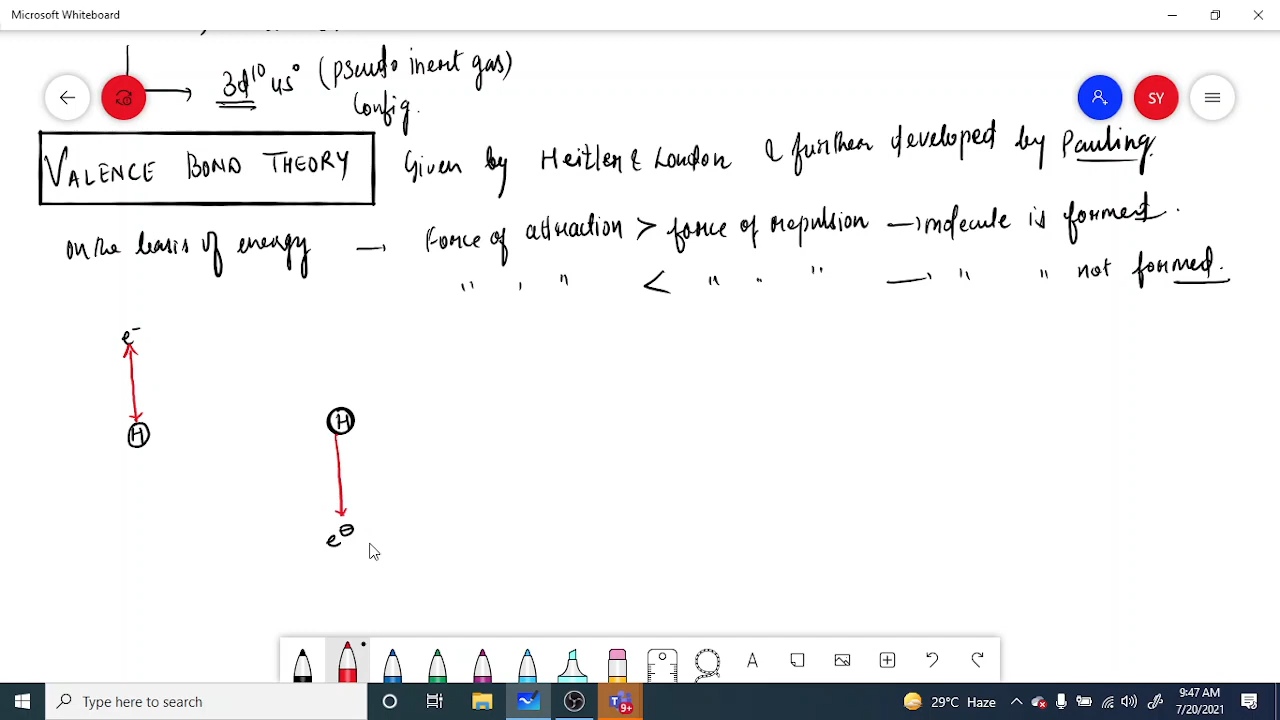 Microsoft Whiteboard
3d¹⁰ 4s° (pseudo inert gas)
Config.
SY
VALENCE BOND THEORY
Given by Heitler & London & further developed by Pauling.
on the basis of energy → Force of attraction > force of repulsion → molecule is formed.
" , " < " " " → " " not formed.
e⁻
H
H
e⊖
A
9+
Type here to search
29°C Haze
9:47 AM
7/20/2021